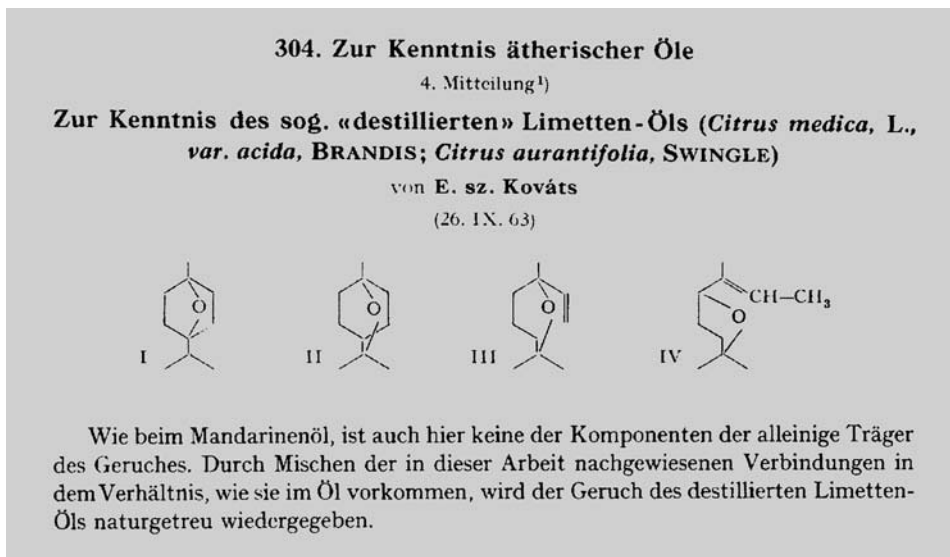 304. Zur Kenntnis ätherischer Öle
4. Mitteilung¹)
Zur Kenntnis des sog. «destillierten» Limetten-Öls (Citrus medica, L.,
var. acida, BRANDIS; Citrus aurantifolia, SWINGLE)
von E. sz. Kováts
(26. IX. 63)
O O O CH–CH₃
O
I II III IV
Wie beim Mandarinenöl, ist auch hier keine der Komponenten der alleinige Träger
des Geruches. Durch Mischen der in dieser Arbeit nachgewiesenen Verbindungen in
dem Verhältnis, wie sie im Öl vorkommen, wird der Geruch des destillierten Limetten-
Öls naturgetreu wiedergegeben.